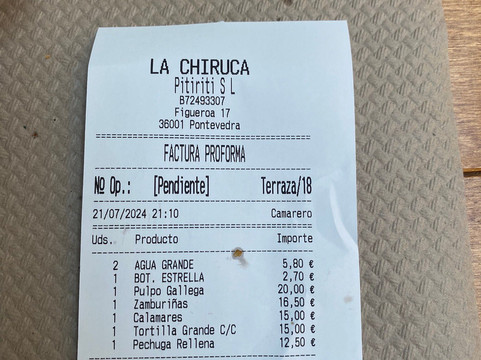 LA CHIRUCA
Pitiriti S L
B72493307
Figueroa 17
36001 Pontevedra
FACTURA PROFORMA
Nº Op.: [Pendiente] Terraza/18
21/07/2024 21:10 Camarero
Uds. Producto Importe
2 AGUA GRANDE 5,80 €
1 BOT. ESTRELLA 2,70 €
1 Pulpo Gallega 20,00 €
1 Zamburiñas 16,50 €
1 Calamares 15,00 €
1 Tortilla Grande C/C 15,00 €
1 Pechuga Rellena 12,50 €